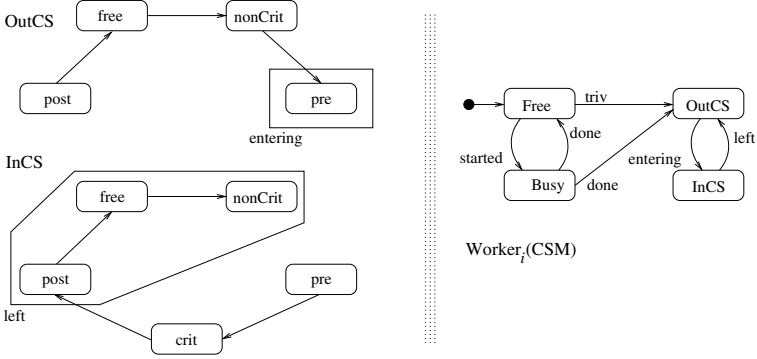 OutCS
free
nonCrit
post
pre
entering
InCS
free
nonCrit
post
pre
left
crit
Free
triv
OutCS
done
started
entering
left
Busy
done
InCS
Worker_i(CSM)